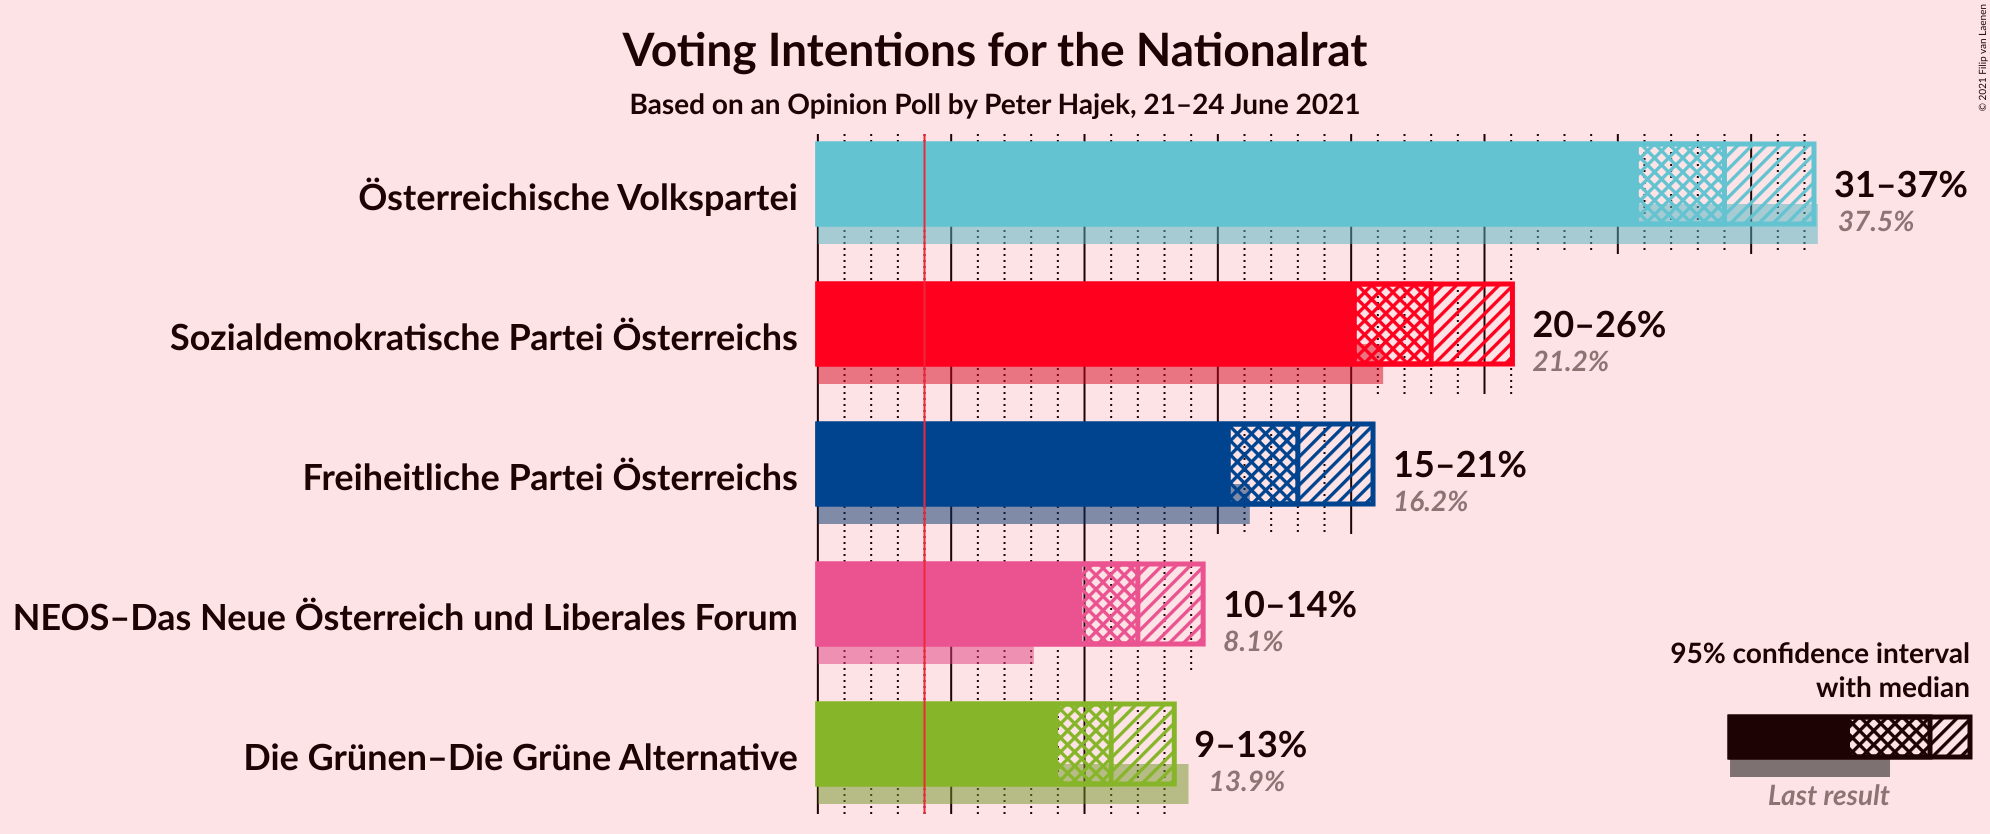 Voting Intentions for the Nationalrat
Based on an Opinion Poll by Peter Hajek, 21–24 June 2021
© 2021 Filip van Laenen
Österreichische Volkspartei
31–37%
37.5%
Sozialdemokratische Partei Österreichs
20–26%
21.2%
Freiheitliche Partei Österreichs
15–21%
16.2%
NEOS–Das Neue Österreich und Liberales Forum
10–14%
8.1%
Die Grünen–Die Grüne Alternative
9–13%
13.9%
95% confidence interval
with median
Last result